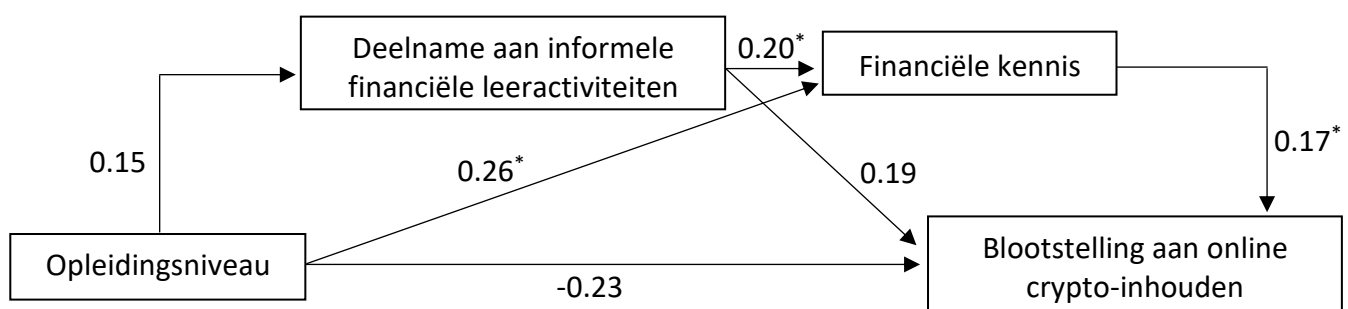 Deelname aan informele
financiële leeractiviteiten
0.20*
Financiële kennis
0.15
0.26*
0.19
0.17*
Opleidingsniveau
-0.23
Blootstelling aan online
crypto-inhouden